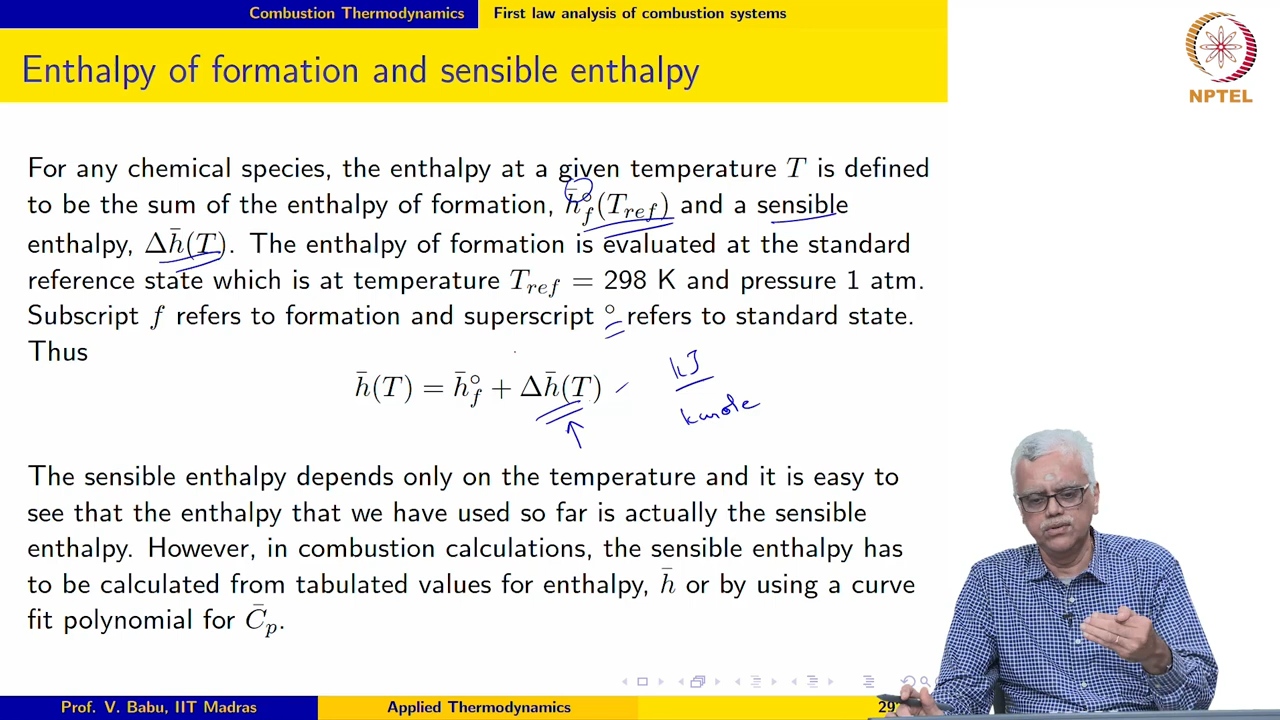 Combustion Thermodynamics First law analysis of combustion systems
Enthalpy of formation and sensible enthalpy
NPTEL
For any chemical species, the enthalpy at a given temperature T is defined
to be the sum of the enthalpy of formation, h̄°f(Tref) and a sensible
enthalpy, Δh̄(T). The enthalpy of formation is evaluated at the standard
reference state which is at temperature Tref = 298 K and pressure 1 atm.
Subscript f refers to formation and superscript ° refers to standard state.
Thus
h̄(T) = h̄°f + Δh̄(T)
kJ
kmole
The sensible enthalpy depends only on the temperature and it is easy to
see that the enthalpy that we have used so far is actually the sensible
enthalpy. However, in combustion calculations, the sensible enthalpy has
to be calculated from tabulated values for enthalpy, h̄ or by using a curve
fit polynomial for C̄p.
Prof. V. Babu, IIT Madras Applied Thermodynamics